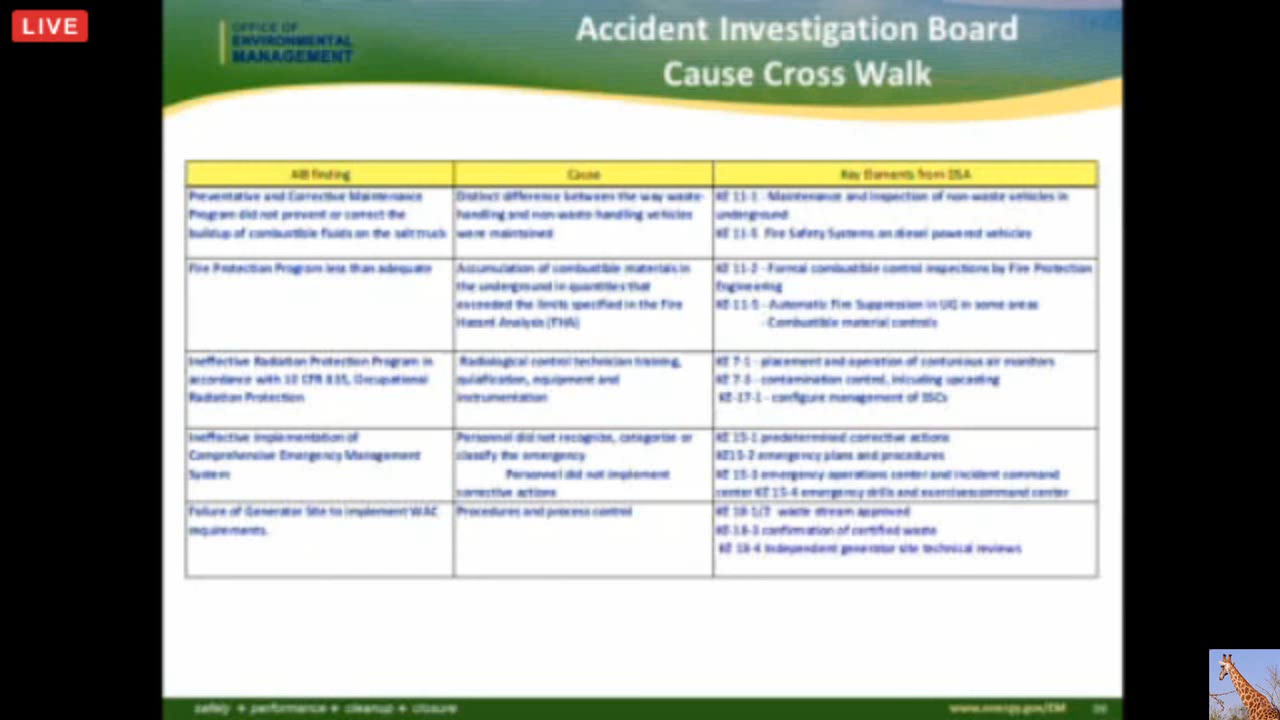 LIVE
OFFICE OF
ENVIRONMENTAL
MANAGEMENT
Accident Investigation Board
Cause Cross Walk
AIB finding
Cause
Key Elements from DSA
Preventative and Corrective Maintenance
Program did not prevent or correct the
buildup of combustible fluids on the salt truck
Distinct difference between the way waste-
handling and non-waste handling vehicles
were maintained
KE 11-1 - Maintenance and inspection of non-waste vehicles in
underground
KE 11-5 Fire Safety Systems on diesel powered vehicles
Fire Protection Program less than adequate
Accumulation of combustible materials in
the underground in quantities that
exceeded the limits specified in the Fire
Hazard Analysis (FHA)
KE 11-2 - Formal combustible control inspections by Fire Protection
Engineering
KE 11-5 - Automatic Fire Suppression in UG in some areas
- Combustible material controls
Ineffective Radiation Protection Program in
accordance with 10 CFR 835, Occupational
Radiation Protection
Radiological control technician training,
qualification, equipment and
instrumentation
KE 7-1 - placement and operation of continuous air monitors
KE 7-3 - contamination control, including upcasting
KE-17-1 - configure management of SSCs
Ineffective implementation of
Comprehensive Emergency Management
System
Personnel did not recognize, categorize or
classify the emergency
Personnel did not implement
corrective actions
KE 15-1 predetermined corrective actions
KE15-2 emergency plans and procedures
KE 15-3 emergency operations center and incident command
center KE 15-4 emergency drills and exercisescommand center
Failure of Generator Site to implement WAC
requirements.
Procedures and process control
KE 18-1/2 waste stream approved
KE-18-3 confirmation of certified waste
KE 18-4 Independent generator site technical reviews
safety + performance + cleanup + closure
www.energy.gov/EM